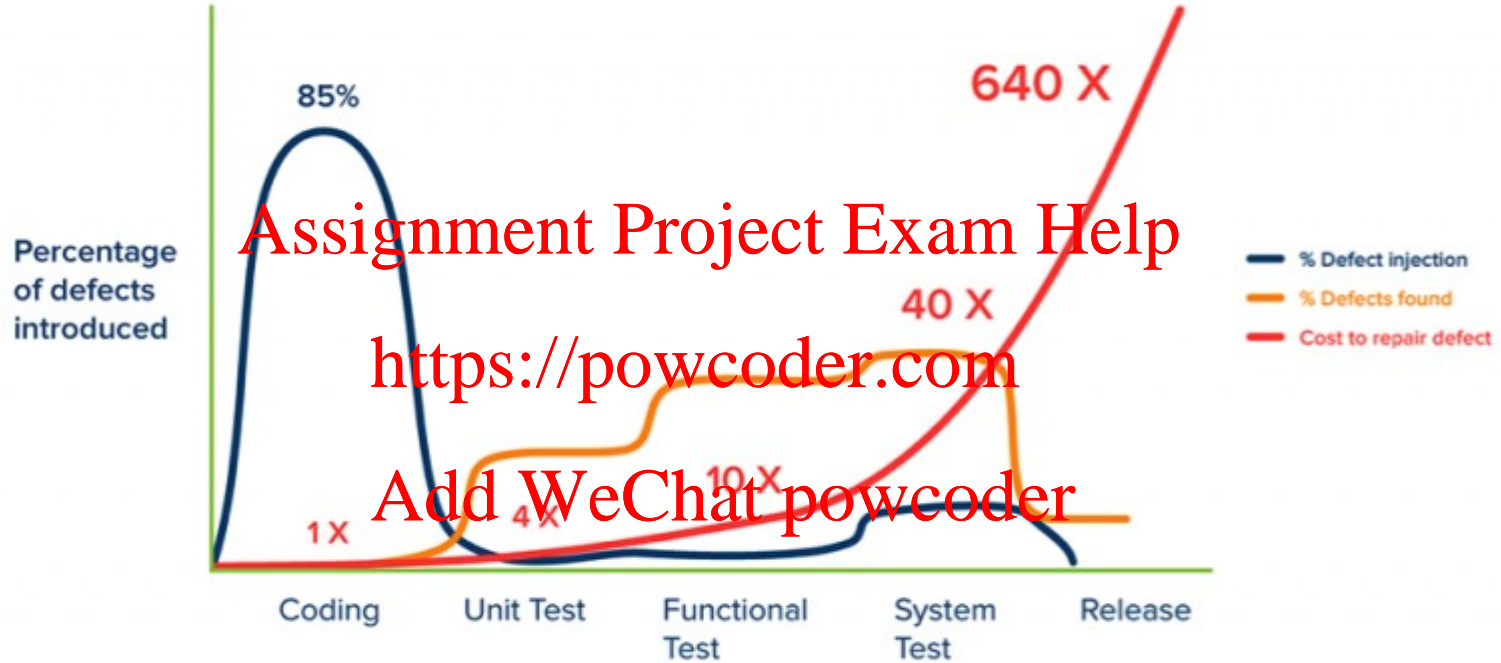 85%
640 X
Assignment Project Exam Help
Percentage
of defects
introduced
% Defect injection
% Defects found
Cost to repair defect
40 X
https://powcoder.com
10 X
Add WeChat powcoder
4 X
1 X
Coding
Unit Test
Functional
Test
System
Test
Release